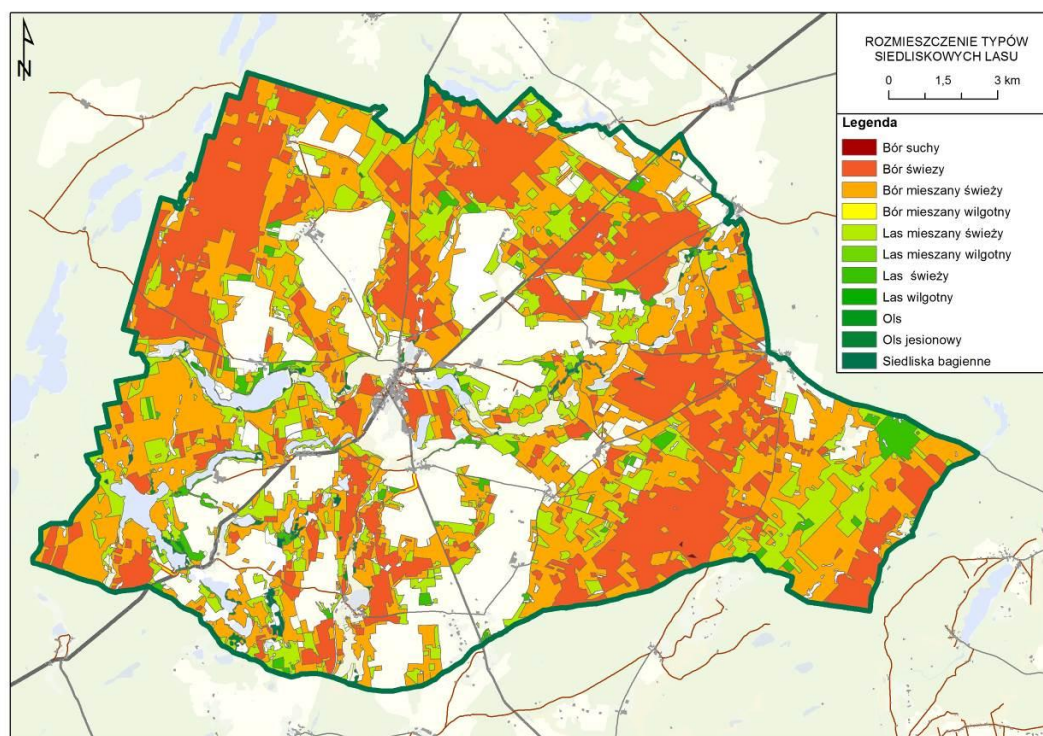 N
ROZMIESZCZENIE TYPÓW
SIEDLISKOWYCH LASU
0 1,5 3 km
Legenda
Bór suchy
Bór świezy
Bór mieszany świeży
Bór mieszany wilgotny
Las mieszany świeży
Las mieszany wilgotny
Las świeży
Las wilgotny
Ols
Ols jesionowy
Siedliska bagienne